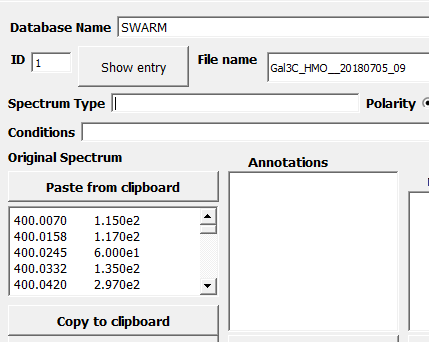 Database Name SWARM
ID 1 Show entry File name Gal3C_HMO__20180705_09
Spectrum Type Polarity
Conditions
Original Spectrum
Annotations
Paste from clipboard
400.0070 1.150e2
400.0158 1.170e2
400.0245 6.000e1
400.0332 1.350e2
400.0420 2.970e2
Copy to clipboard